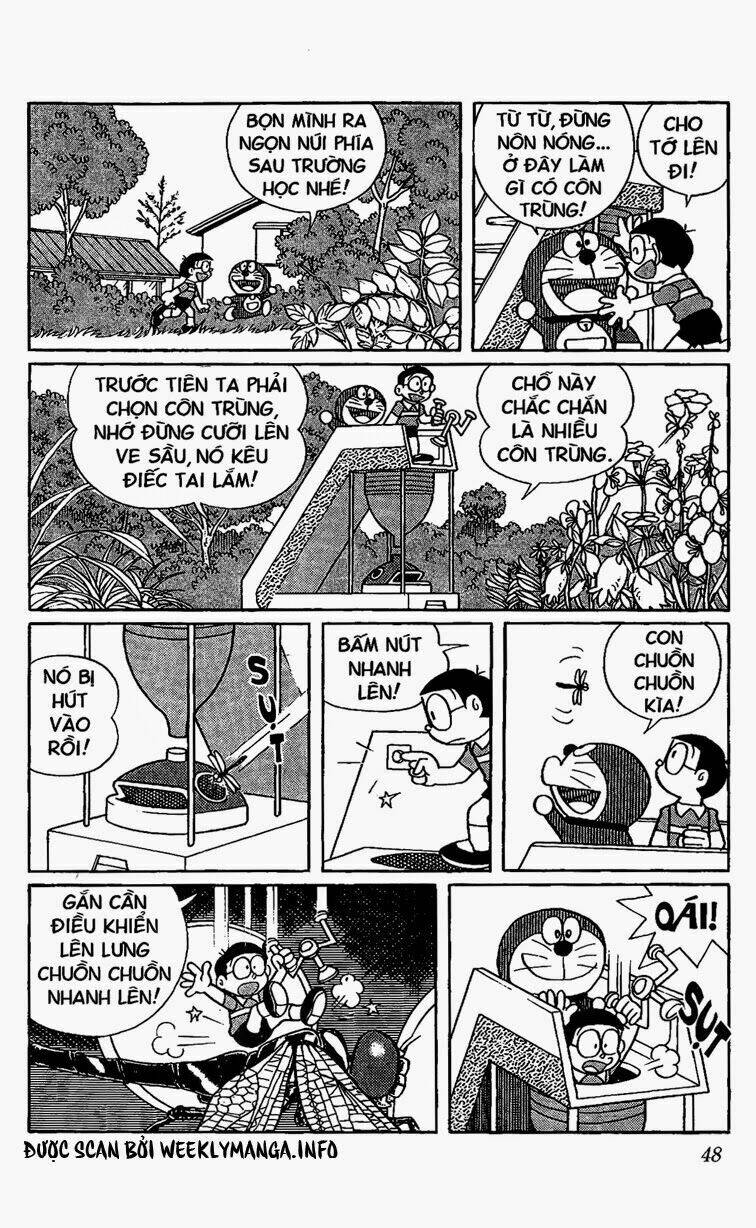 CHO
TỚ LÊN
ĐI!
TỪ TỪ, ĐỪNG
NÔN NÓNG...
Ở ĐÂY LÀM
GÌ CÓ CÔN
TRÙNG!
BỌN MÌNH RA
NGỌN NÚI PHÍA
SAU TRƯỜNG
HỌC NHÉ!
CHỐ NÀY
CHẮC CHẮN
LÀ NHIỀU
CÔN TRÙNG.
TRƯỚC TIÊN TA PHẢI
CHỌN CÔN TRÙNG,
NHỚ ĐỪNG CƯỠI LÊN
VE SẦU, NÓ KÊU
ĐIẾC TAI LẮM!
CON
CHUỒN
CHUỒN
KÌA!
BẤM NÚT
NHANH
LÊN!
SỤT
NÓ BỊ
HÚT
VÀO
RỒI!
OÁI!
SỤT
GẮN CẦN
ĐIỀU KHIỂN
LÊN LƯNG
CHUỒN CHUỒN
NHANH LÊN!
ĐƯỢC SCAN BỞI WEEKLYMANGA.INFO
48